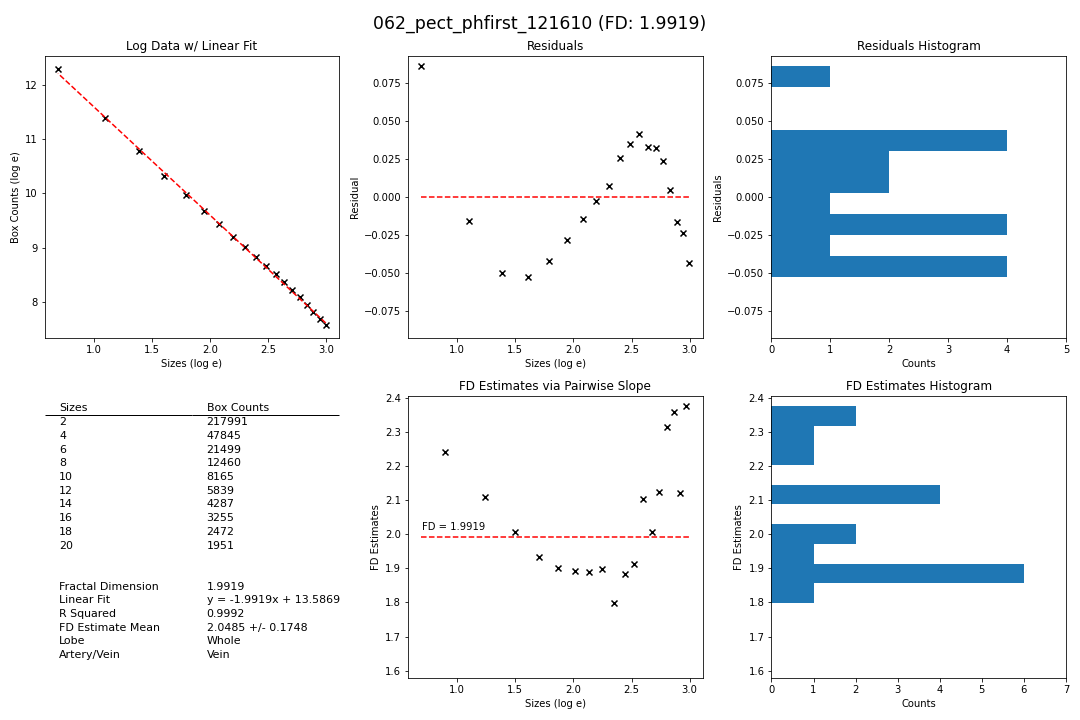 062_pect_phfirst_121610 (FD: 1.9919)
Log Data w/ Linear Fit
Box Counts (log e)
12
11
10
9
8
1.0 1.5 2.0 2.5 3.0
Sizes (log e)
Residuals
Residual
0.075
0.050
0.025
0.000
−0.025
−0.050
−0.075
1.0 1.5 2.0 2.5 3.0
Sizes (log e)
Residuals Histogram
Residuals
0.075
0.050
0.025
0.000
−0.025
−0.050
−0.075
0 1 2 3 4 5
Counts
Sizes Box Counts
2 217991
4 47845
6 21499
8 12460
10 8165
12 5839
14 4287
16 3255
18 2472
20 1951
Fractal Dimension 1.9919
Linear Fit y = -1.9919x + 13.5869
R Squared 0.9992
FD Estimate Mean 2.0485 +/- 0.1748
Lobe Whole
Artery/Vein Vein
FD Estimates via Pairwise Slope
FD Estimates
2.4
2.3
2.2
2.1
2.0
1.9
1.8
1.7
1.6
FD = 1.9919
1.0 1.5 2.0 2.5 3.0
Sizes (log e)
FD Estimates Histogram
FD Estimates
2.4
2.3
2.2
2.1
2.0
1.9
1.8
1.7
1.6
0 1 2 3 4 5 6 7
Counts